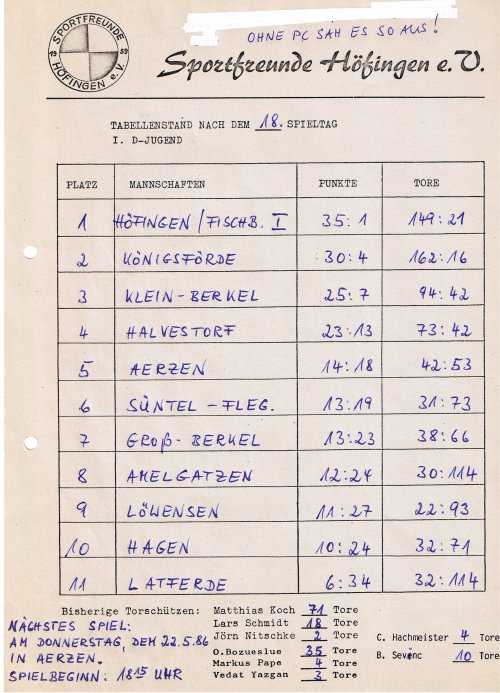 OHNE PC SAH ES SO AUS!
SPORTFREUNDE
19 59
HÖFINGEN e.V.
Sportfreunde Höfingen e.V.
TABELLENSTAND NACH DEM 18. SPIELTAG
I. D-JUGEND
PLATZ MANNSCHAFTEN PUNKTE TORE
1 HÖFINGEN/FISCHB. I 35:1 149:21
2 KÖNIGSFÖRDE 30:4 162:16
3 KLEIN-BERKEL 25:7 94:42
4 HALVESTORF 23:13 73:42
5 AERZEN 14:18 42:53
6 SÜNTEL-FLEG. 13:19 31:73
7 GROß-BERKEL 13:23 38:66
8 AMELGATZEN 12:24 30:114
9 LÖWENSEN 11:27 22:93
10 HAGEN 10:24 32:71
11 LATFERDE 6:34 32:114
Bisherige Torschützen: Matthias Koch 71 Tore
Lars Schmidt 18 Tore
Jörn Nitschke 2 Tore
O.Bozueslue 35 Tore
Markus Pape 4 Tore
Vedat Yazgan 3 Tore
C. Hachmeister 4 Tore
B. Sevinc 10 Tore
NÄCHSTES SPIEL:
AM DONNERSTAG, DEM 22.5.86
IN AERZEN.
SPIELBEGINN: 18 15 UHR